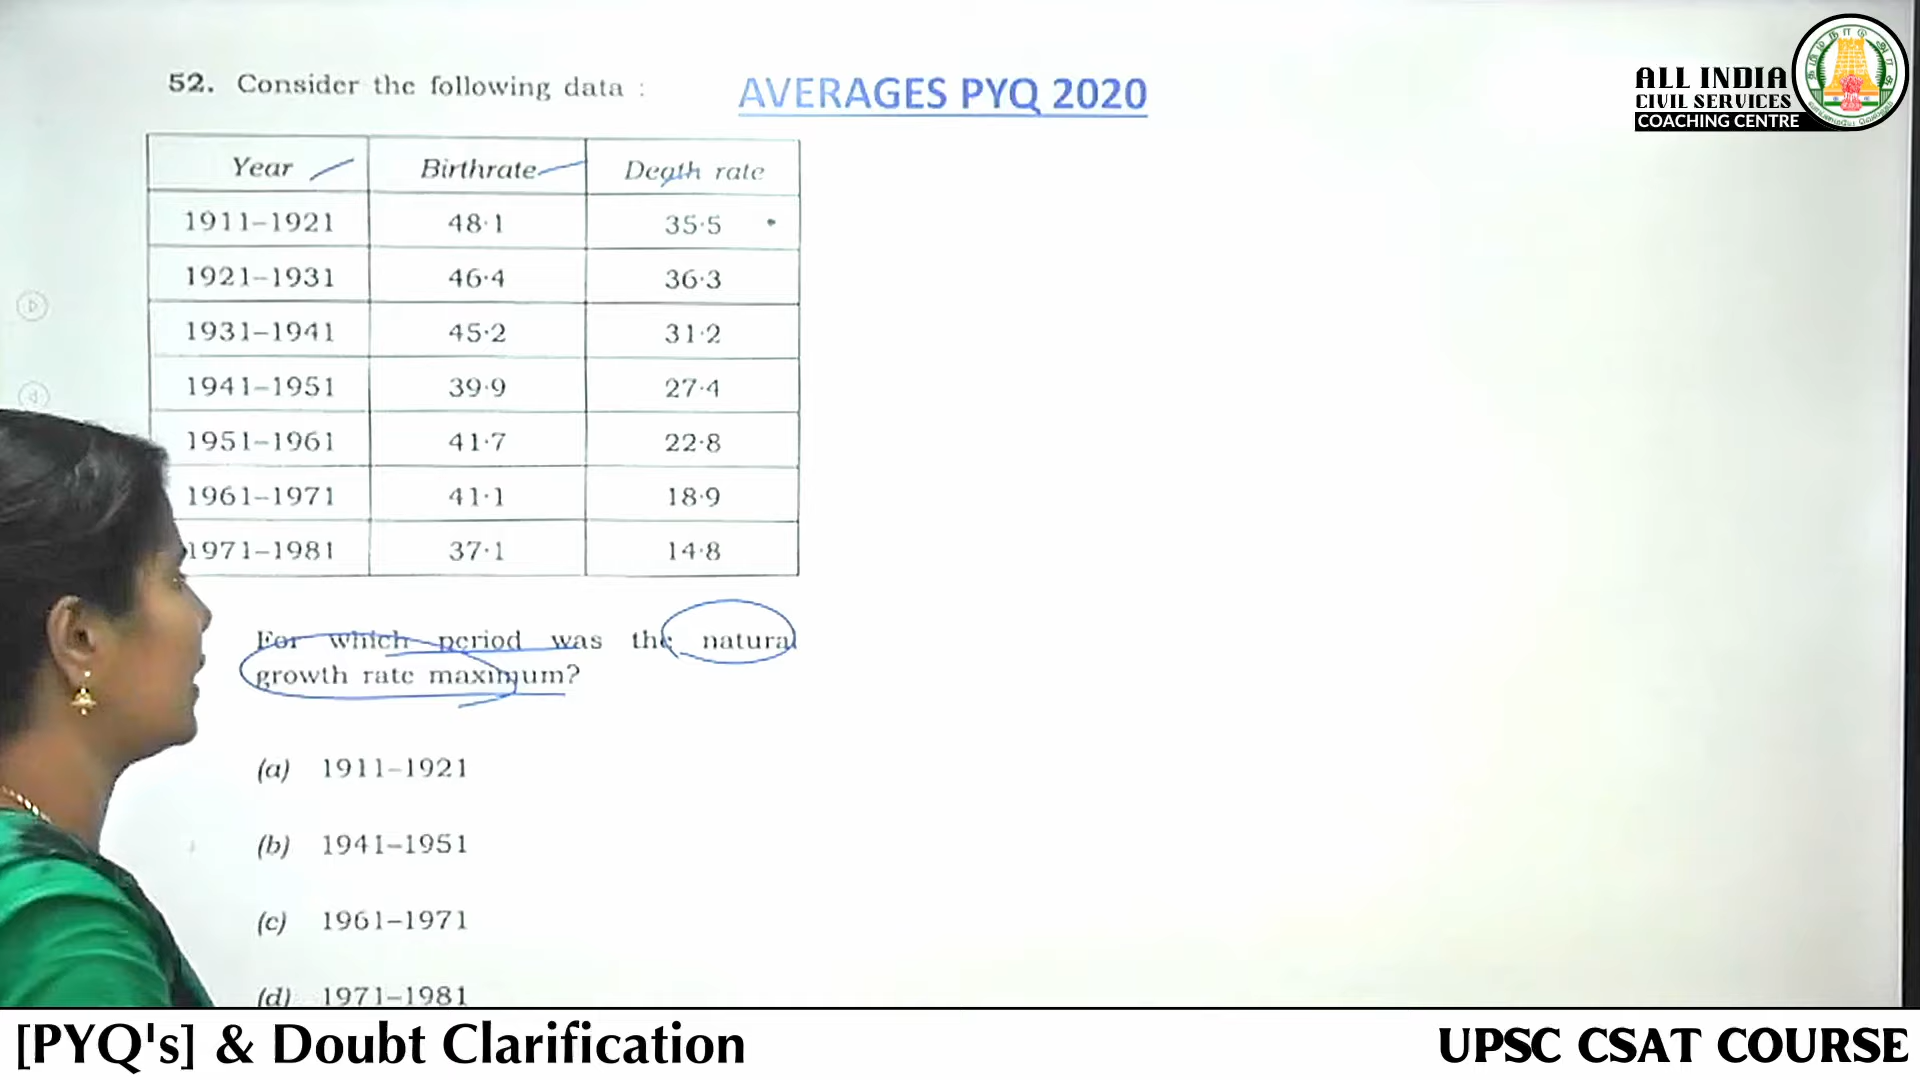 52. Consider the following data :
AVERAGES PYQ 2020
ALL INDIA
CIVIL SERVICES
COACHING CENTRE
Year Birthrate Death rate
1911–1921 48·1 35·5
1921–1931 46·4 36·3
1931–1941 45·2 31·2
1941–1951 39·9 27·4
1951–1961 41·7 22·8
1961–1971 41·1 18·9
1971–1981 37·1 14·8
For which period was the natural
growth rate maximum?
(a) 1911–1921
(b) 1941–1951
(c) 1961–1971
(d) 1971–1981
[PYQ's] & Doubt Clarification
UPSC CSAT COURSE